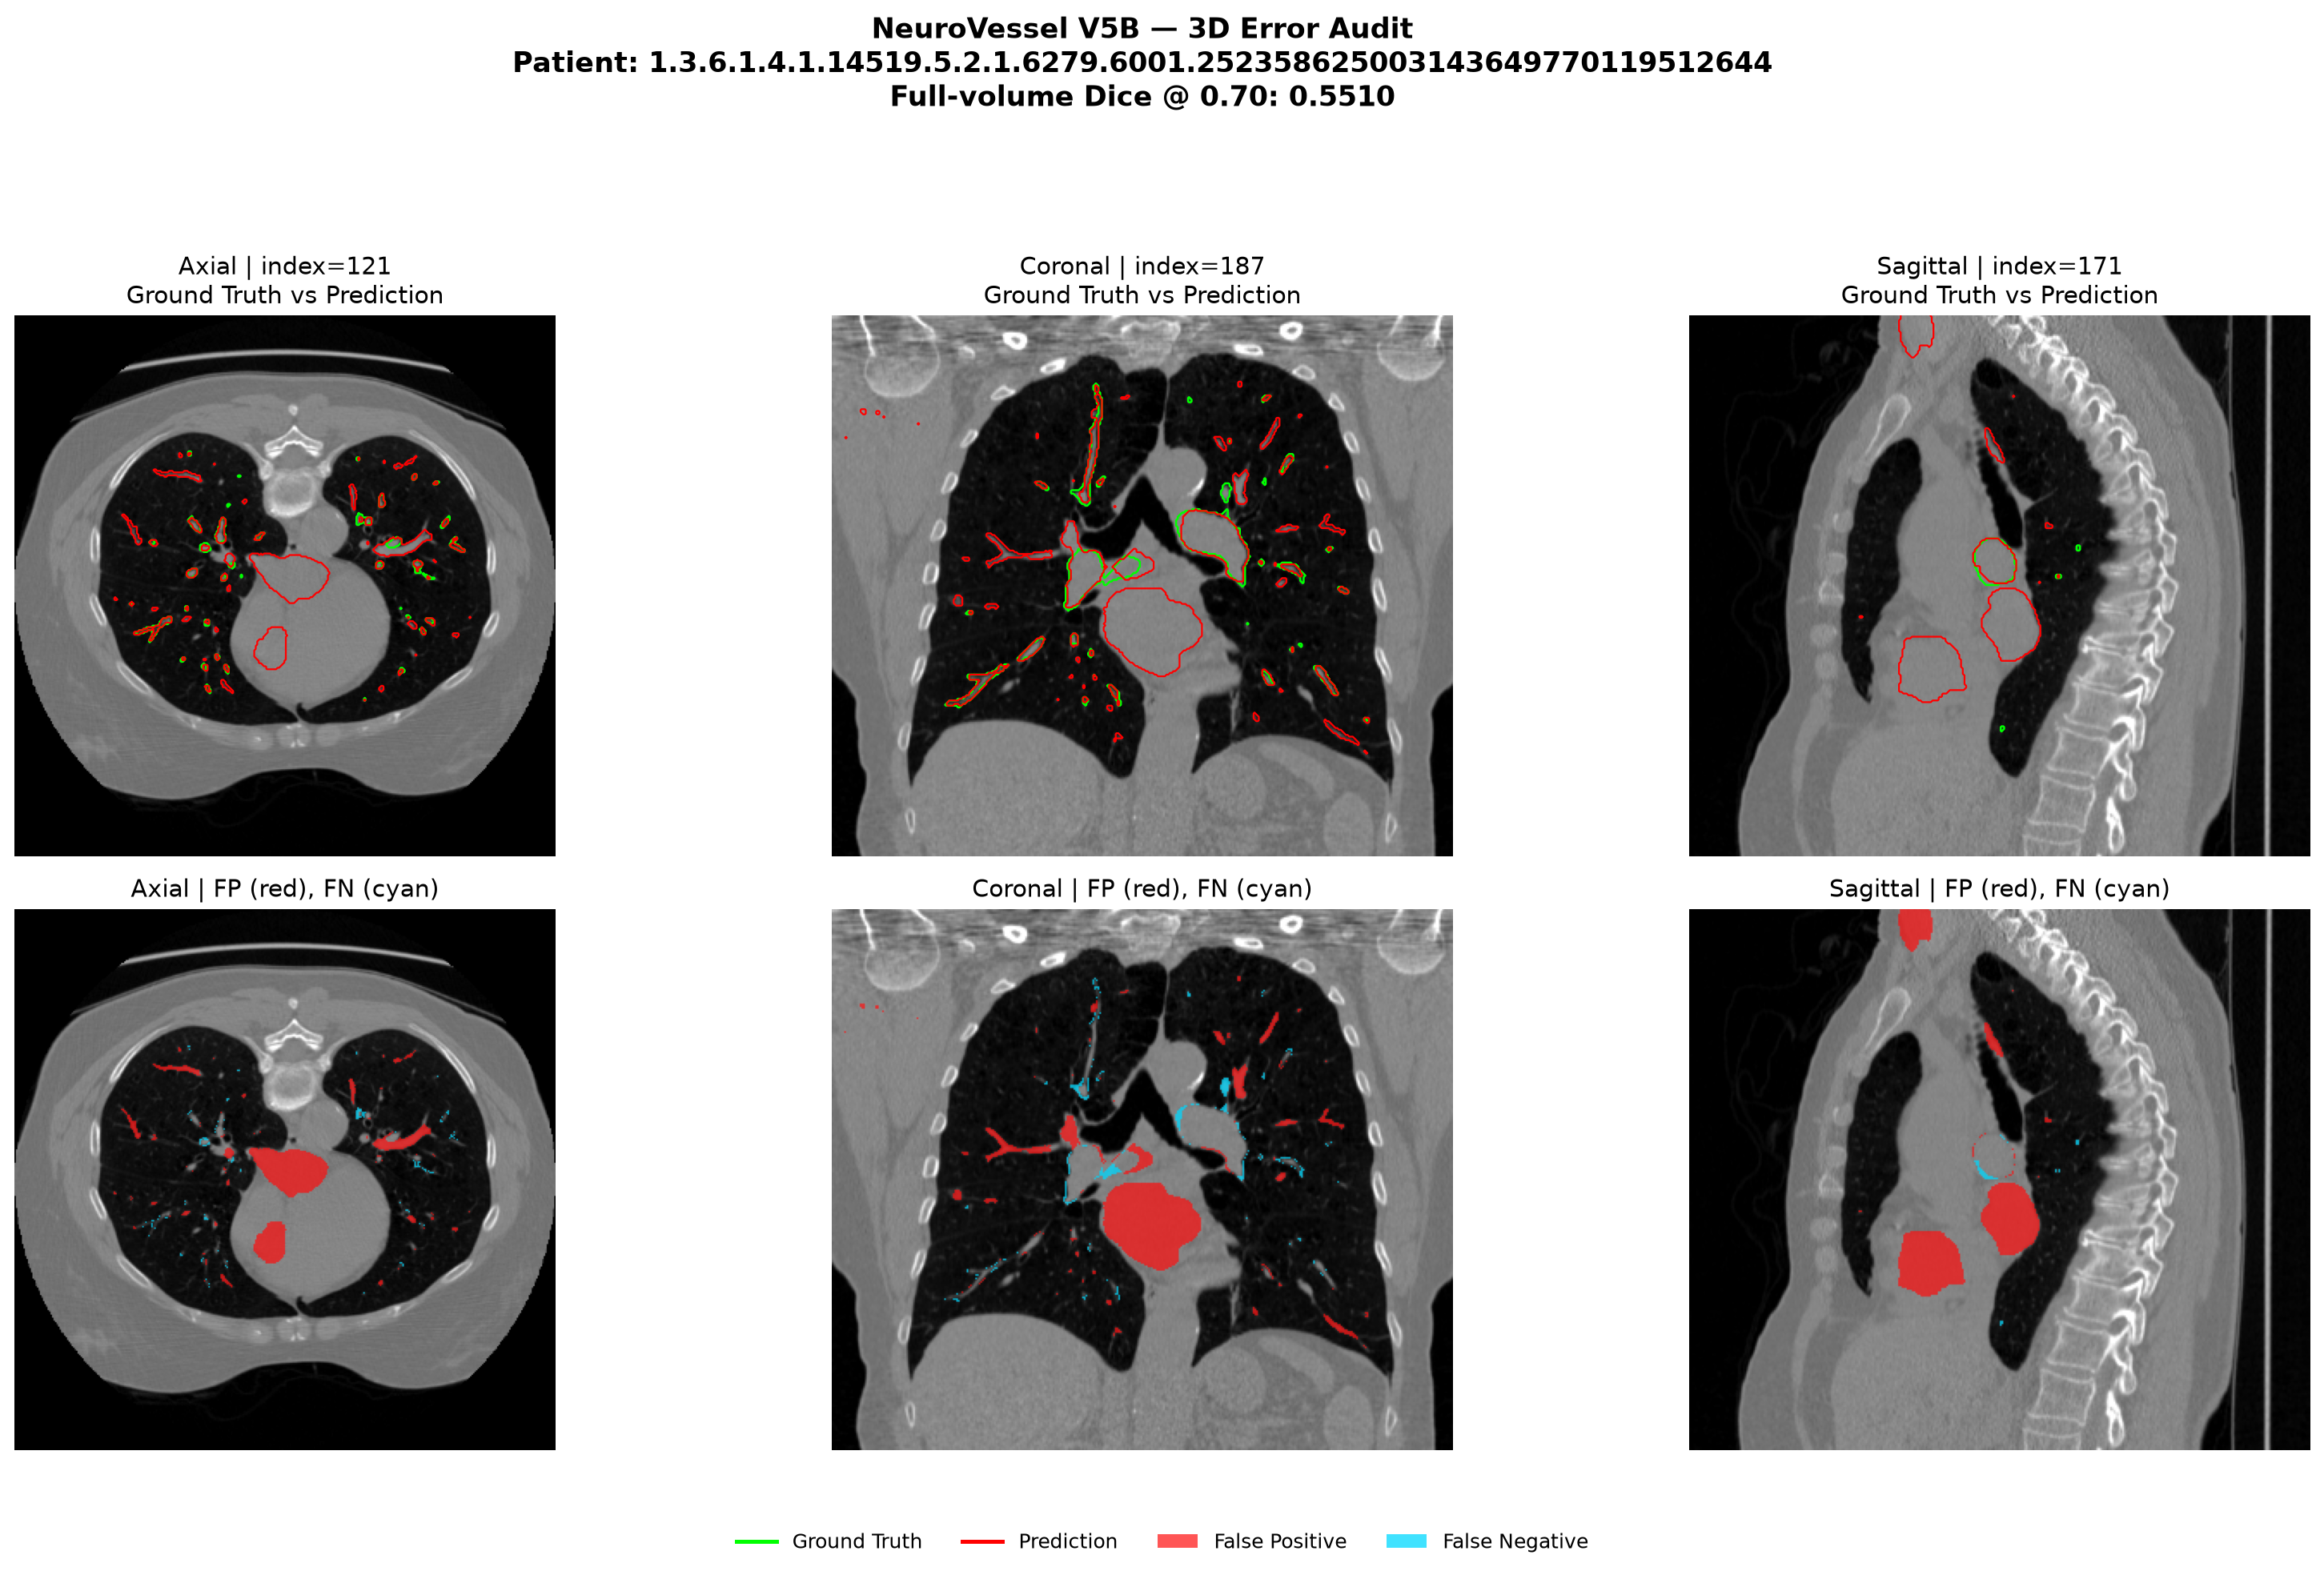 NeuroVessel V5B — 3D Error Audit
Patient: 1.3.6.1.4.1.14519.5.2.1.6279.6001.252358625003143649770119512644
Full-volume Dice @ 0.70: 0.5510
Axial | index=121
Ground Truth vs Prediction
Coronal | index=187
Ground Truth vs Prediction
Sagittal | index=171
Ground Truth vs Prediction
Axial | FP (red), FN (cyan)
Coronal | FP (red), FN (cyan)
Sagittal | FP (red), FN (cyan)
Ground Truth
Prediction
False Positive
False Negative